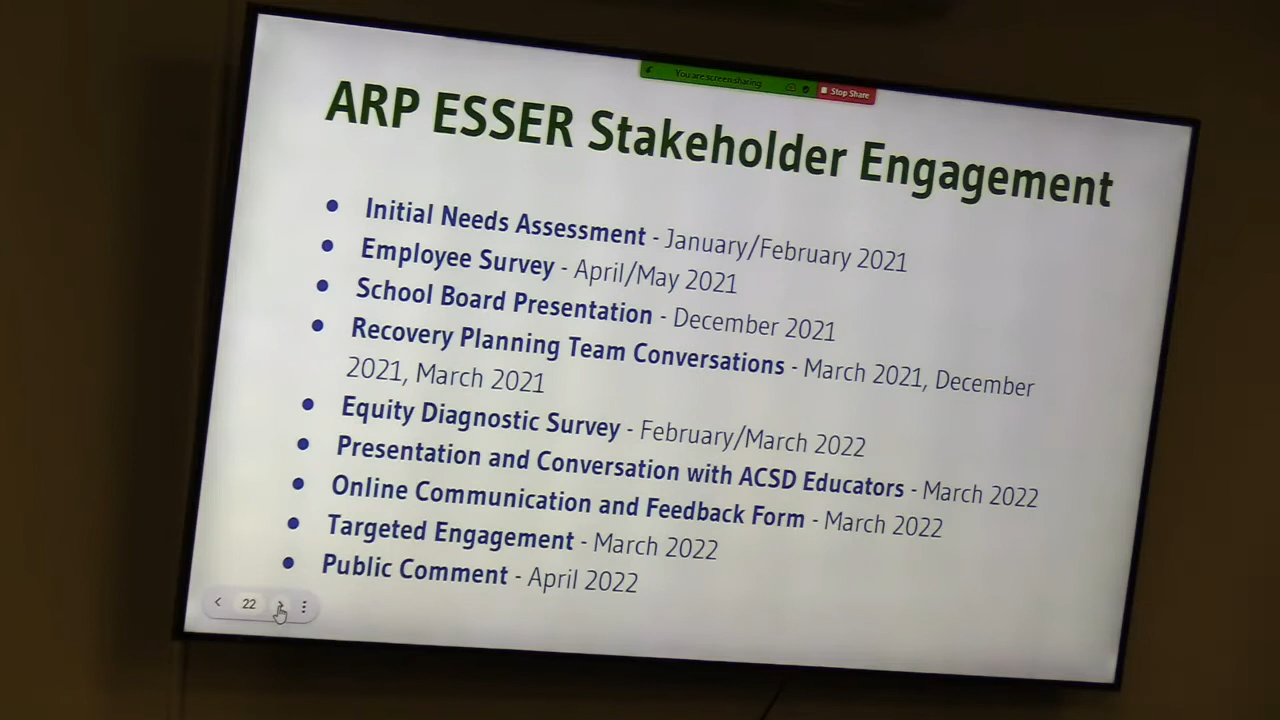 You are screen sharing
Stop Share
ARP ESSER Stakeholder Engagement
● Initial Needs Assessment - January/February 2021
● Employee Survey - April/May 2021
● School Board Presentation - December 2021
● Recovery Planning Team Conversations - March 2021, December
2021, March 2021
● Equity Diagnostic Survey - February/March 2022
● Presentation and Conversation with ACSD Educators - March 2022
● Online Communication and Feedback Form - March 2022
● Targeted Engagement - March 2022
● Public Comment - April 2022
22